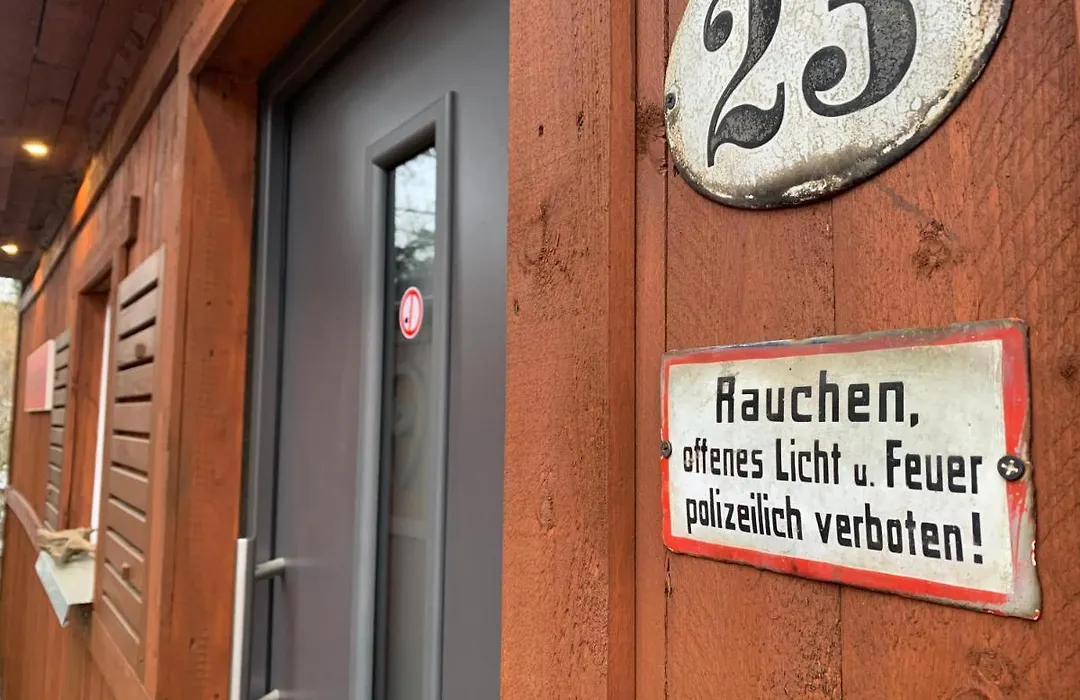 25
Rauchen,
offenes Licht u. Feuer
polizeilich verboten!